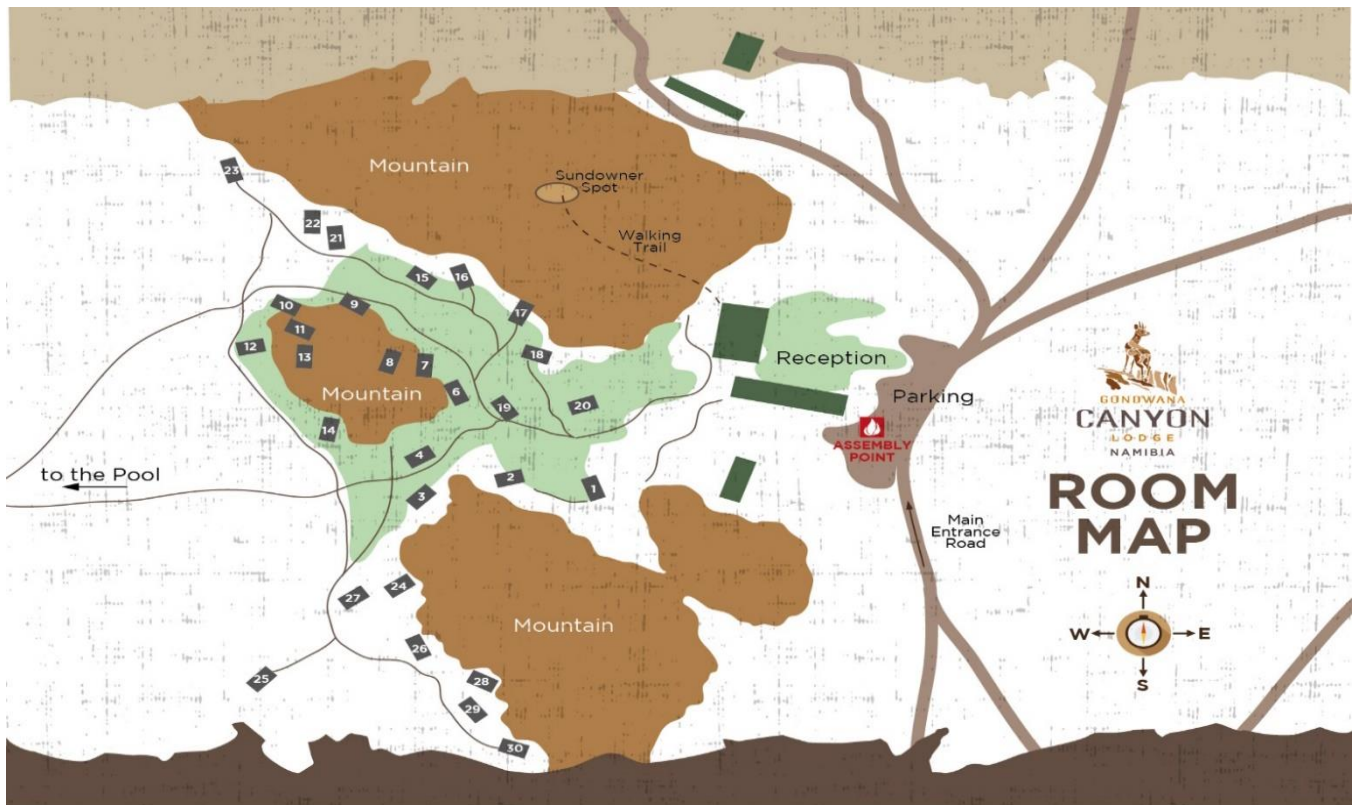 Mountain
Sundowner
Spot
Walking
Trail
23
22
21
15
16
17
18
10
9
11
12
13
8
7
6
Mountain
14
19
20
4
3
2
1
Reception
Parking
ASSEMBLY
POINT
to the Pool
Main
Entrance
Road
GONDWANA
CANYON
LODGE
NAMIBIA
ROOM
MAP
N
W
E
S
27
24
Mountain
26
25
28
29
30